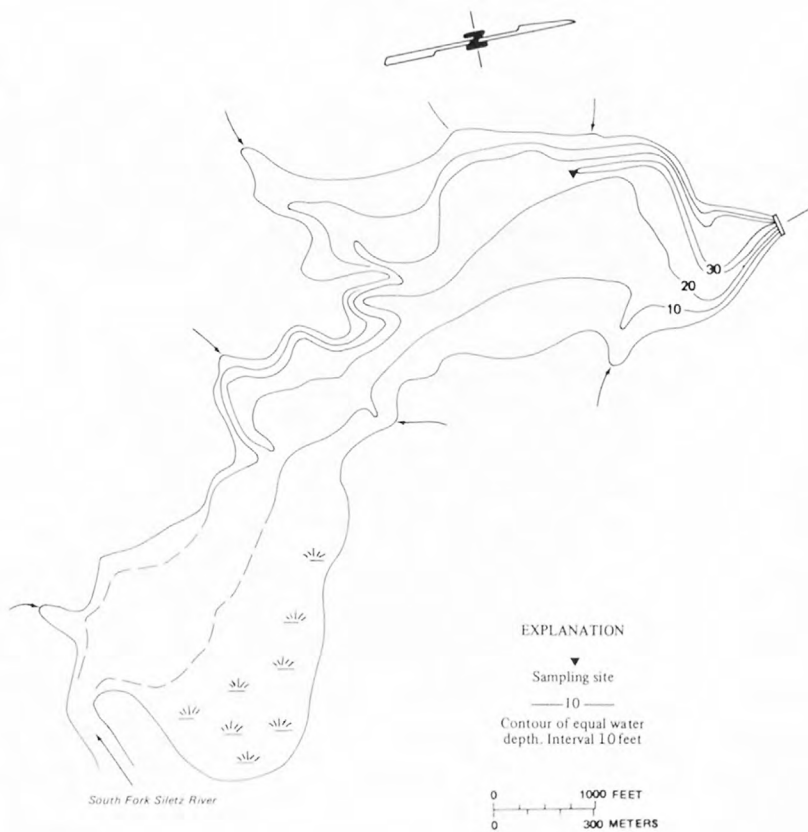 N
30
20
10
EXPLANATION
Sampling site
10
Contour of equal water
depth. Interval 10 feet
0 1000 FEET
0 300 METERS
South Fork Siletz River